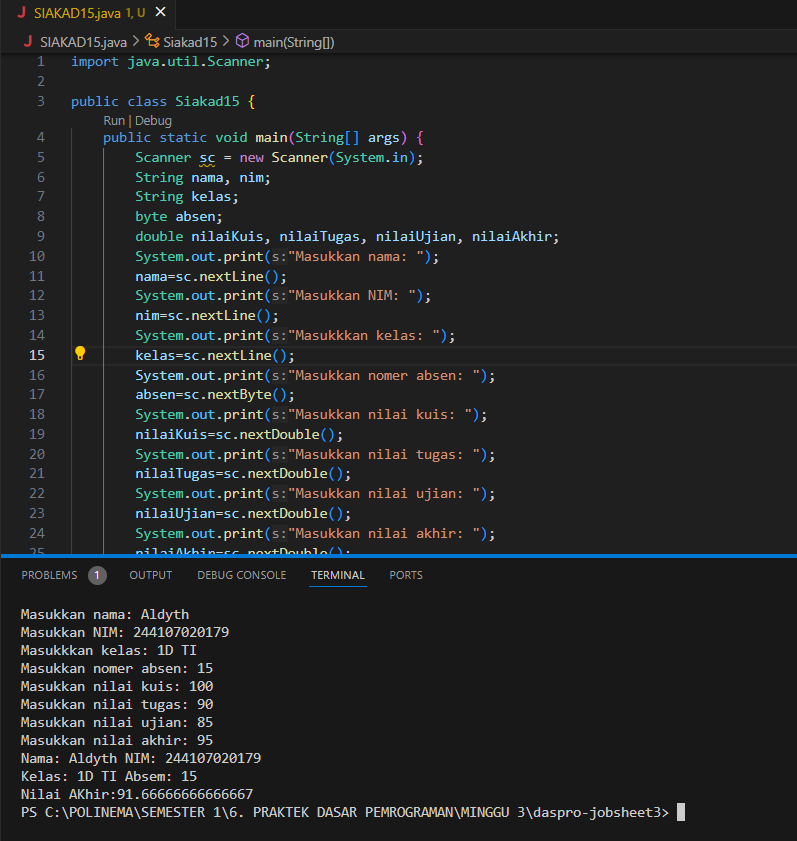 SIAKAD15.java 1, U
SIAKAD15.java > Siakad15 > main(String[])
1 import java.util.Scanner;
2
3 public class Siakad15 {
Run | Debug
4 public static void main(String[] args) {
5 Scanner sc = new Scanner(System.in);
6 String nama, nim;
7 String kelas;
8 byte absen;
9 double nilaiKuis, nilaiTugas, nilaiUjian, nilaiAkhir;
10 System.out.print(s:"Masukkan nama: ");
11 nama=sc.nextLine();
12 System.out.print(s:"Masukkan NIM: ");
13 nim=sc.nextLine();
14 System.out.print(s:"Masukkkan kelas: ");
15 kelas=sc.nextLine();
16 System.out.print(s:"Masukkan nomer absen: ");
17 absen=sc.nextByte();
18 System.out.print(s:"Masukkan nilai kuis: ");
19 nilaiKuis=sc.nextDouble();
20 System.out.print(s:"Masukkan nilai tugas: ");
21 nilaiTugas=sc.nextDouble();
22 System.out.print(s:"Masukkan nilai ujian: ");
23 nilaiUjian=sc.nextDouble();
24 System.out.print(s:"Masukkan nilai akhir: ");
25 nilaiAkhir=sc.nextDouble();
PROBLEMS 1 OUTPUT DEBUG CONSOLE TERMINAL PORTS
Masukkan nama: Aldyth
Masukkan NIM: 244107020179
Masukkkan kelas: 1D TI
Masukkan nomer absen: 15
Masukkan nilai kuis: 100
Masukkan nilai tugas: 90
Masukkan nilai ujian: 85
Masukkan nilai akhir: 95
Nama: Aldyth NIM: 244107020179
Kelas: 1D TI Absem: 15
Nilai AKhir:91.66666666666667
PS C:\POLINEMA\SEMESTER 1\6. PRAKTEK DASAR PEMROGRAMAN\MINGGU 3\daspro-jobsheet3>